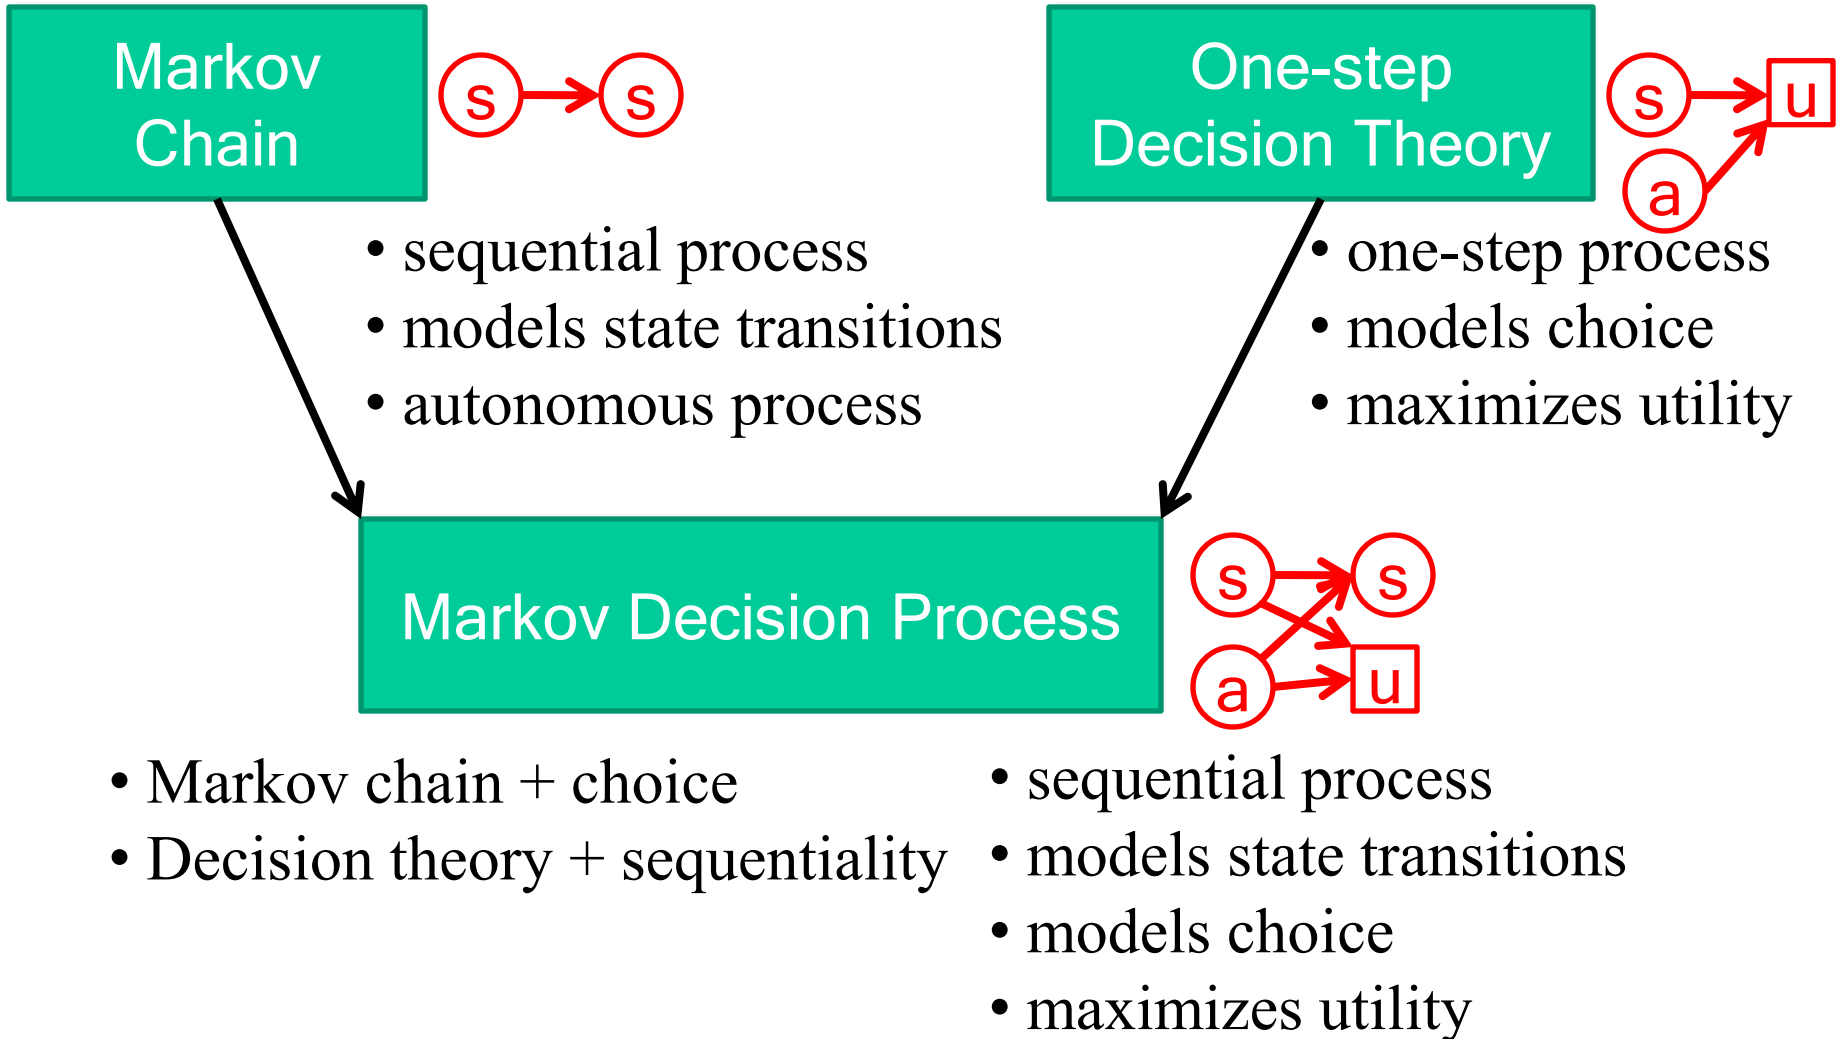 Markov
Chain
s s
• sequential process
• models state transitions
• autonomous process
One-step
Decision Theory
s u
a
• one-step process
• models choice
• maximizes utility
Markov Decision Process
s s
a u
• Markov chain + choice
• Decision theory + sequentiality
• sequential process
• models state transitions
• models choice
• maximizes utility